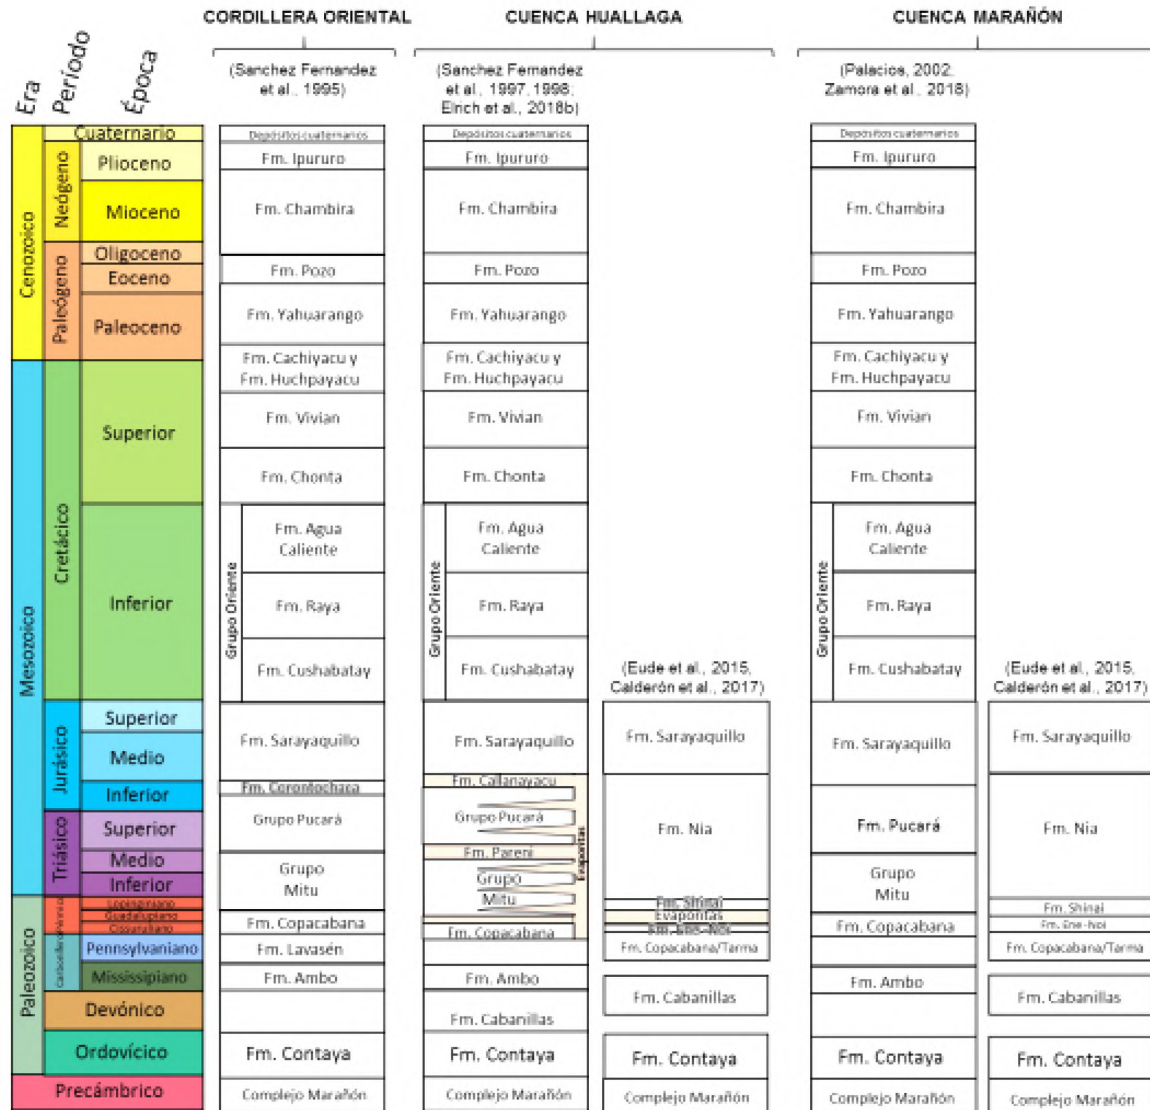 CORDILLERA ORIENTAL
CUENCA HUALLAGA
CUENCA MARAÑÓN
(Sanchez Fernandez
et al., 1995)
(Sanchez Fernandez
et al., 1997, 1998,
Elrich et al., 2018b)
(Palacios, 2002,
Zamora et al., 2018)
Era
Período
Época
Cenozoico
Mesozoico
Paleozoico
Cuaternario
Neógeno
Paleógeno
Cretácico
Jurásico
Triásico
Plioceno
Mioceno
Oligoceno
Eoceno
Paleoceno
Superior
Inferior
Superior
Medio
Inferior
Superior
Medio
Inferior
Lopinginiano
Guadalupiano
Cissuruliano
Pennsylvaniano
Mississipiano
Devónico
Ordovícico
Precámbrico
Depósitos cuaternarios
Fm. Ipururo
Fm. Chambira
Fm. Pozo
Fm. Yahuarango
Fm. Cachiyacu y
Fm. Huchpayacu
Fm. Vivian
Fm. Chonta
Grupo Oriente
Fm. Agua
Caliente
Fm. Raya
Fm. Cushabatay
Fm. Sarayaquillo
Fm. Corontochaca
Grupo Pucará
Grupo
Mitu
Fm. Copacabana
Fm. Lavasén
Fm. Ambo
Fm. Contaya
Complejo Marañón
Depósitos cuaternarios
Fm. Ipururo
Fm. Chambira
Fm. Pozo
Fm. Yahuarango
Fm. Cachiyacu y
Fm. Huchpayacu
Fm. Vivian
Fm. Chonta
Grupo Oriente
Fm. Agua
Caliente
Fm. Raya
Fm. Cushabatay
Fm. Sarayaquillo
Fm. Callanayacu
Grupo Pucará
Fm. Pareni
Grupo
Mitu
Evaporitas
Fm. Copacabana
Fm. Ambo
Fm. Cabanillas
Fm. Contaya
Complejo Marañón
(Eude et al., 2015,
Calderón et al., 2017)
Fm. Sarayaquillo
Fm. Nia
Fm. Shinai
Evaporitas
Fm. Ene-Noi
Fm. Copacabana/Tarma
Fm. Cabanillas
Fm. Contaya
Complejo Marañón
Depósitos cuaternarios
Fm. Ipururo
Fm. Chambira
Fm. Pozo
Fm. Yahuarango
Fm. Cachiyacu y
Fm. Huchpayacu
Fm. Vivian
Fm. Chonta
Grupo Oriente
Fm. Agua
Caliente
Fm. Raya
Fm. Cushabatay
Fm. Sarayaquillo
Fm. Pucará
Grupo
Mitu
Fm. Copacabana
Fm. Ambo
Fm. Contaya
Complejo Marañón
(Eude et al., 2015,
Calderón et al., 2017)
Fm. Sarayaquillo
Fm. Nia
Fm. Shinai
Fm. Ene-Noi
Fm. Copacabana/Tarma
Fm. Cabanillas
Fm. Contaya
Complejo Marañón